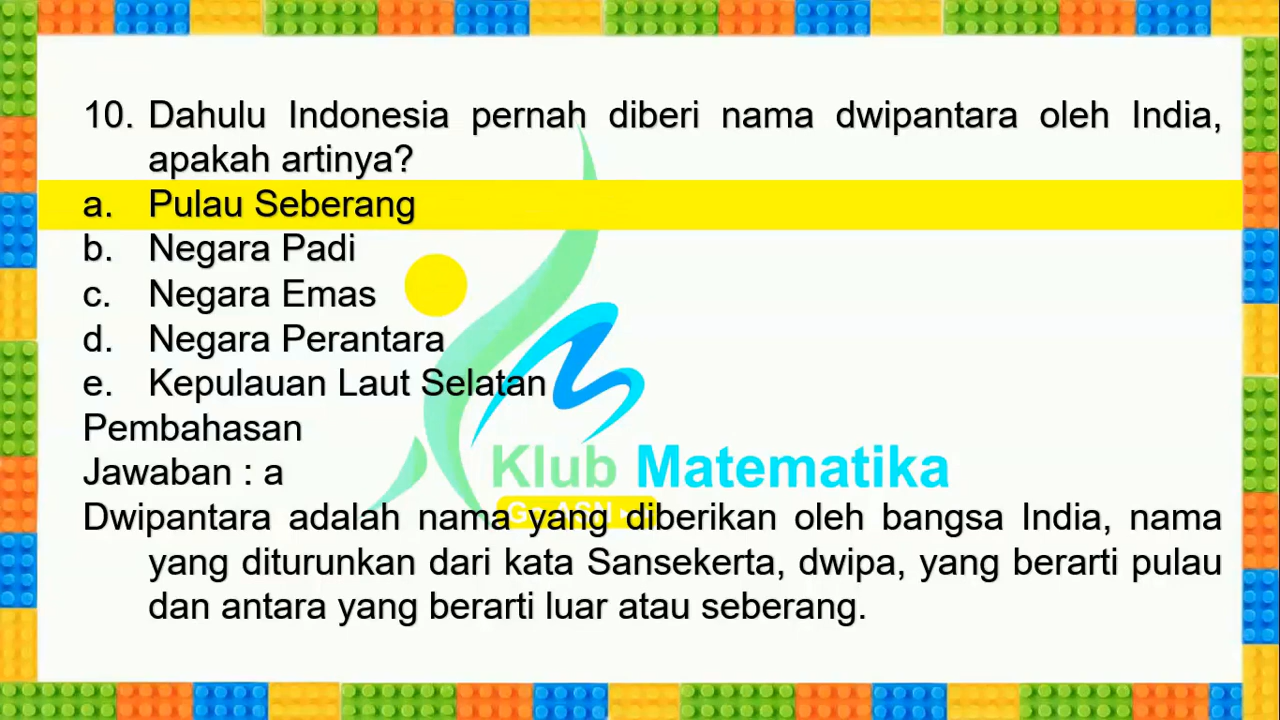 10. Dahulu Indonesia pernah diberi nama dwipantara oleh India,
apakah artinya?
a. Pulau Seberang
b. Negara Padi
c. Negara Emas
d. Negara Perantara
e. Kepulauan Laut Selatan
Pembahasan
Jawaban : a
Klub Matematika
Go ASN
Dwipantara adalah nama yang diberikan oleh bangsa India, nama
yang diturunkan dari kata Sansekerta, dwipa, yang berarti pulau
dan antara yang berarti luar atau seberang.